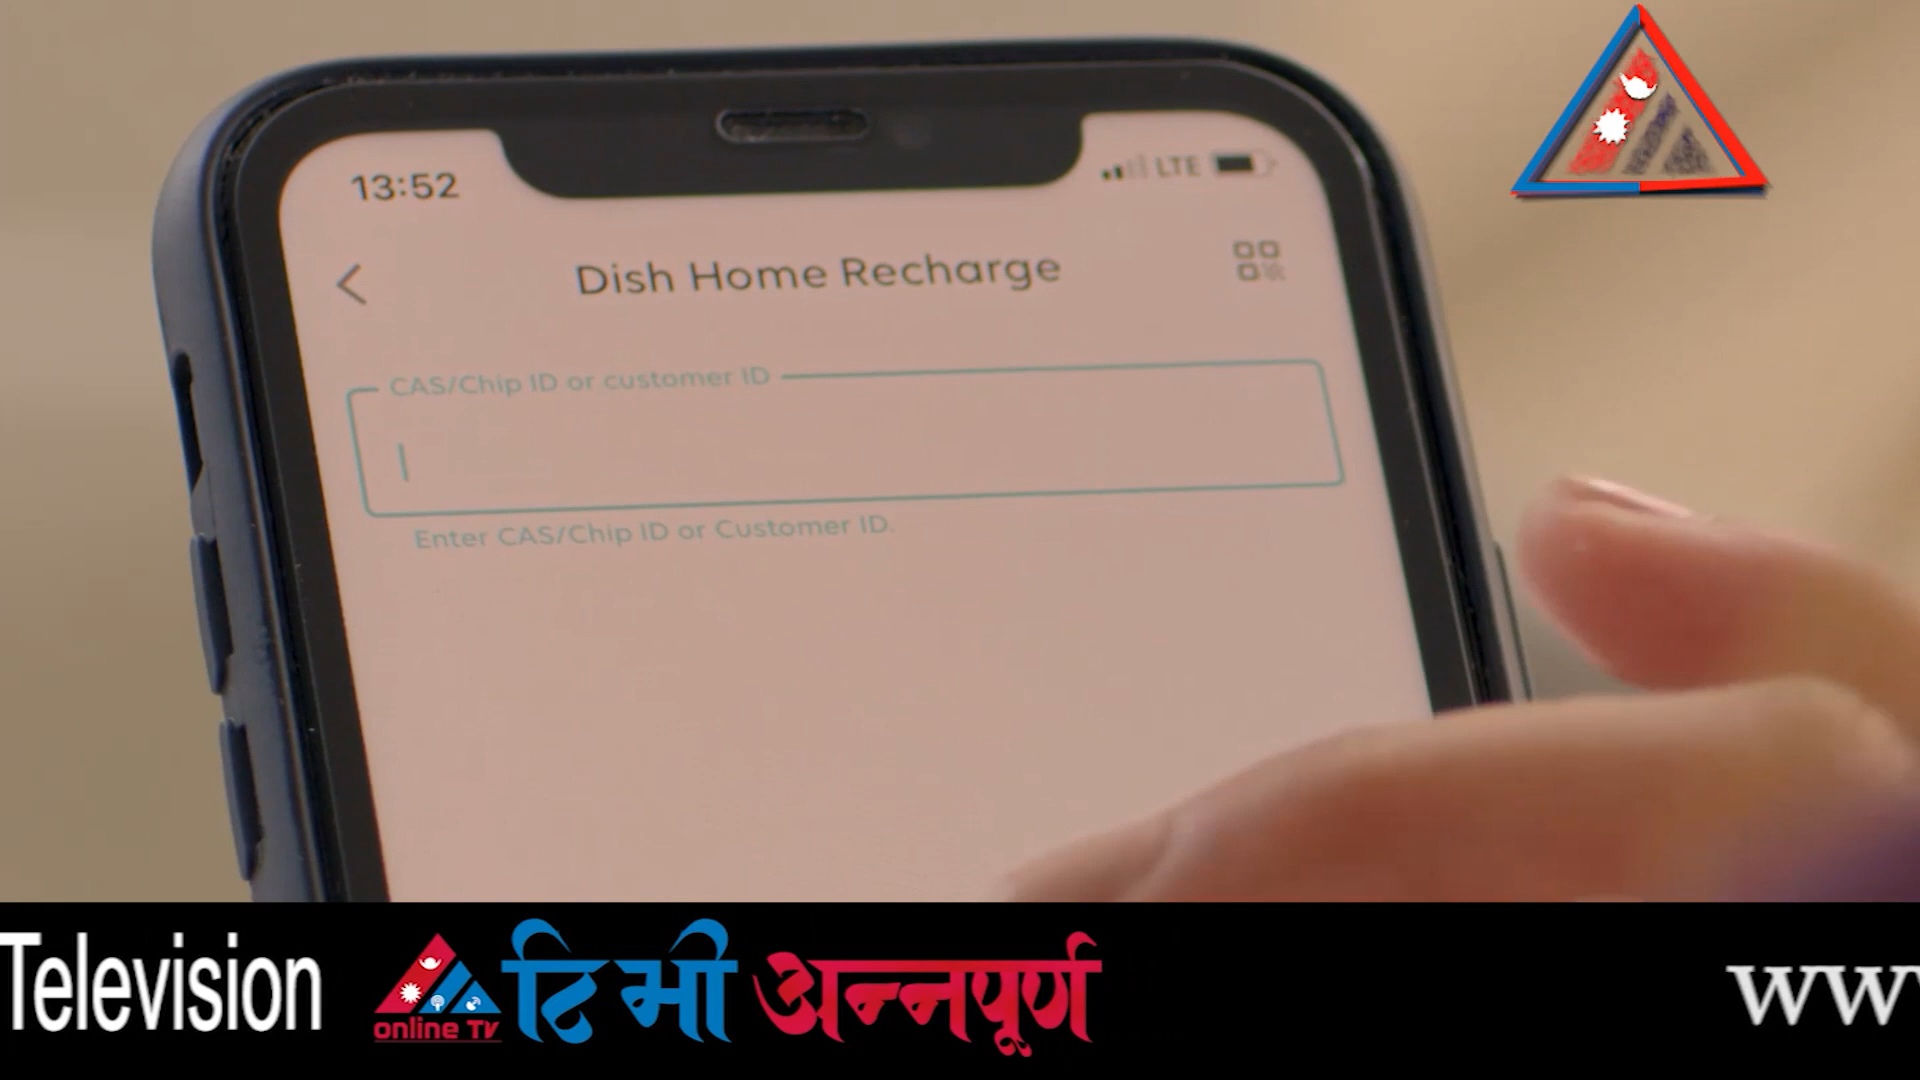 13:52
LTE
Dish Home Recharge
CAS/Chip ID or customer ID
Enter CAS/Chip ID or Customer ID.
Television
online TV
टिभी अन्नपूर्ण
www